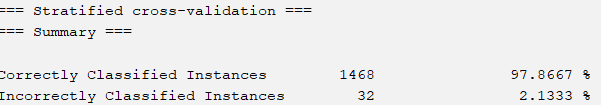 === Stratified cross-validation ===
=== Summary ===
Correctly Classified Instances 1468 97.8667 %
Incorrectly Classified Instances 32 2.1333 %